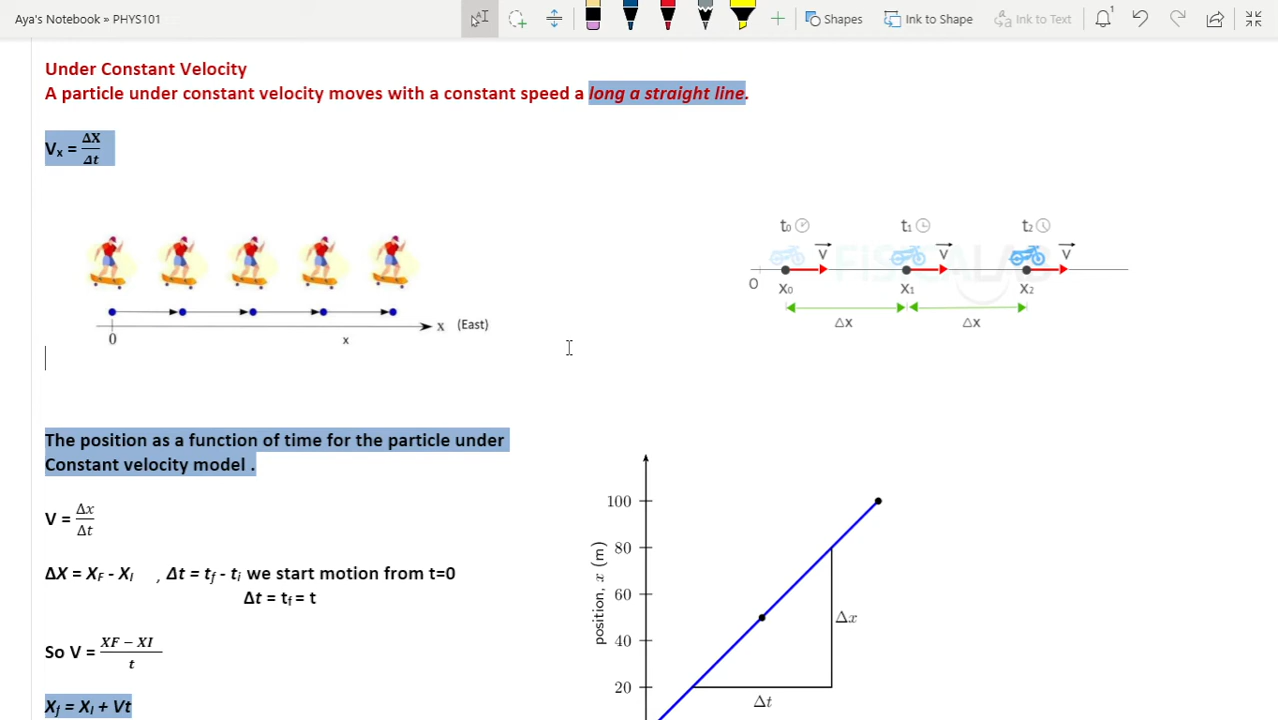 Aya's Notebook » PHYS101
Shapes
Ink to Shape
Ink to Text
Under Constant Velocity
A particle under constant velocity moves with a constant speed a long a straight line.
Vx = ΔX/Δt
0
x
x (East)
t0
t1
t2
v
v
v
O
X0
X1
X2
Δx
Δx
FISICALAB
The position as a function of time for the particle under
Constant velocity model .
V = Δx/Δt
ΔX = XF - XI , Δt = tf - ti we start motion from t=0
Δt = tf = t
So V = XF − XI/t
Xf = XI + Vt
position, x (m)
100
80
60
40
20
Δx
Δt